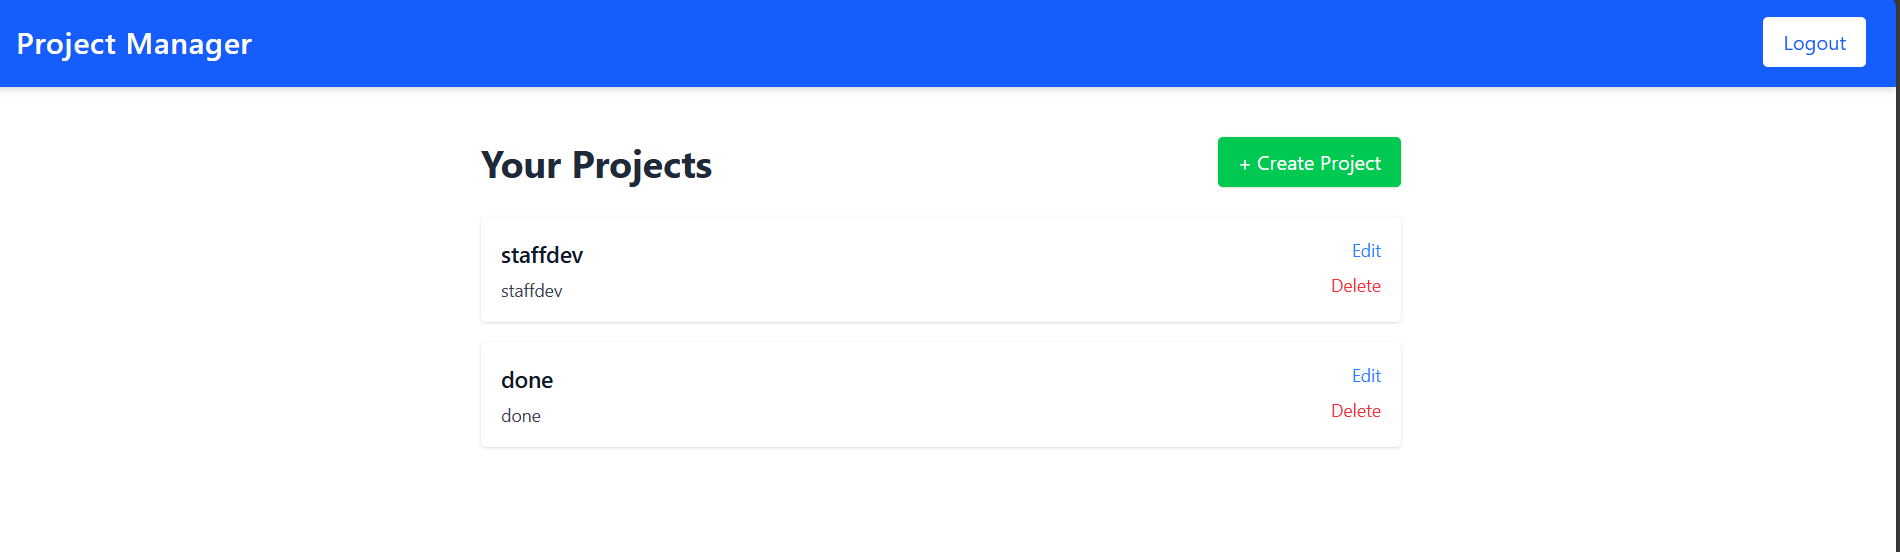 Project Manager
Logout
Your Projects
+ Create Project
staffdev
Edit
staffdev
Delete
done
Edit
done
Delete